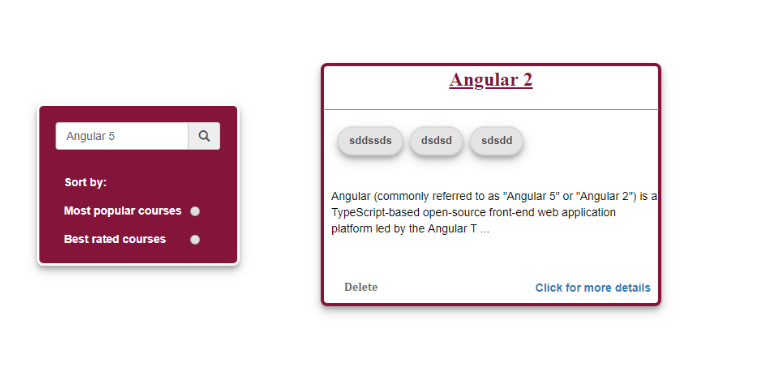 Angular 5
Sort by:
Most popular courses
Best rated courses
Angular 2
sddssds dsdsd sdsdd
Angular (commonly referred to as "Angular 5" or "Angular 2") is a
TypeScript-based open-source front-end web application
platform led by the Angular T ...
Delete Click for more details